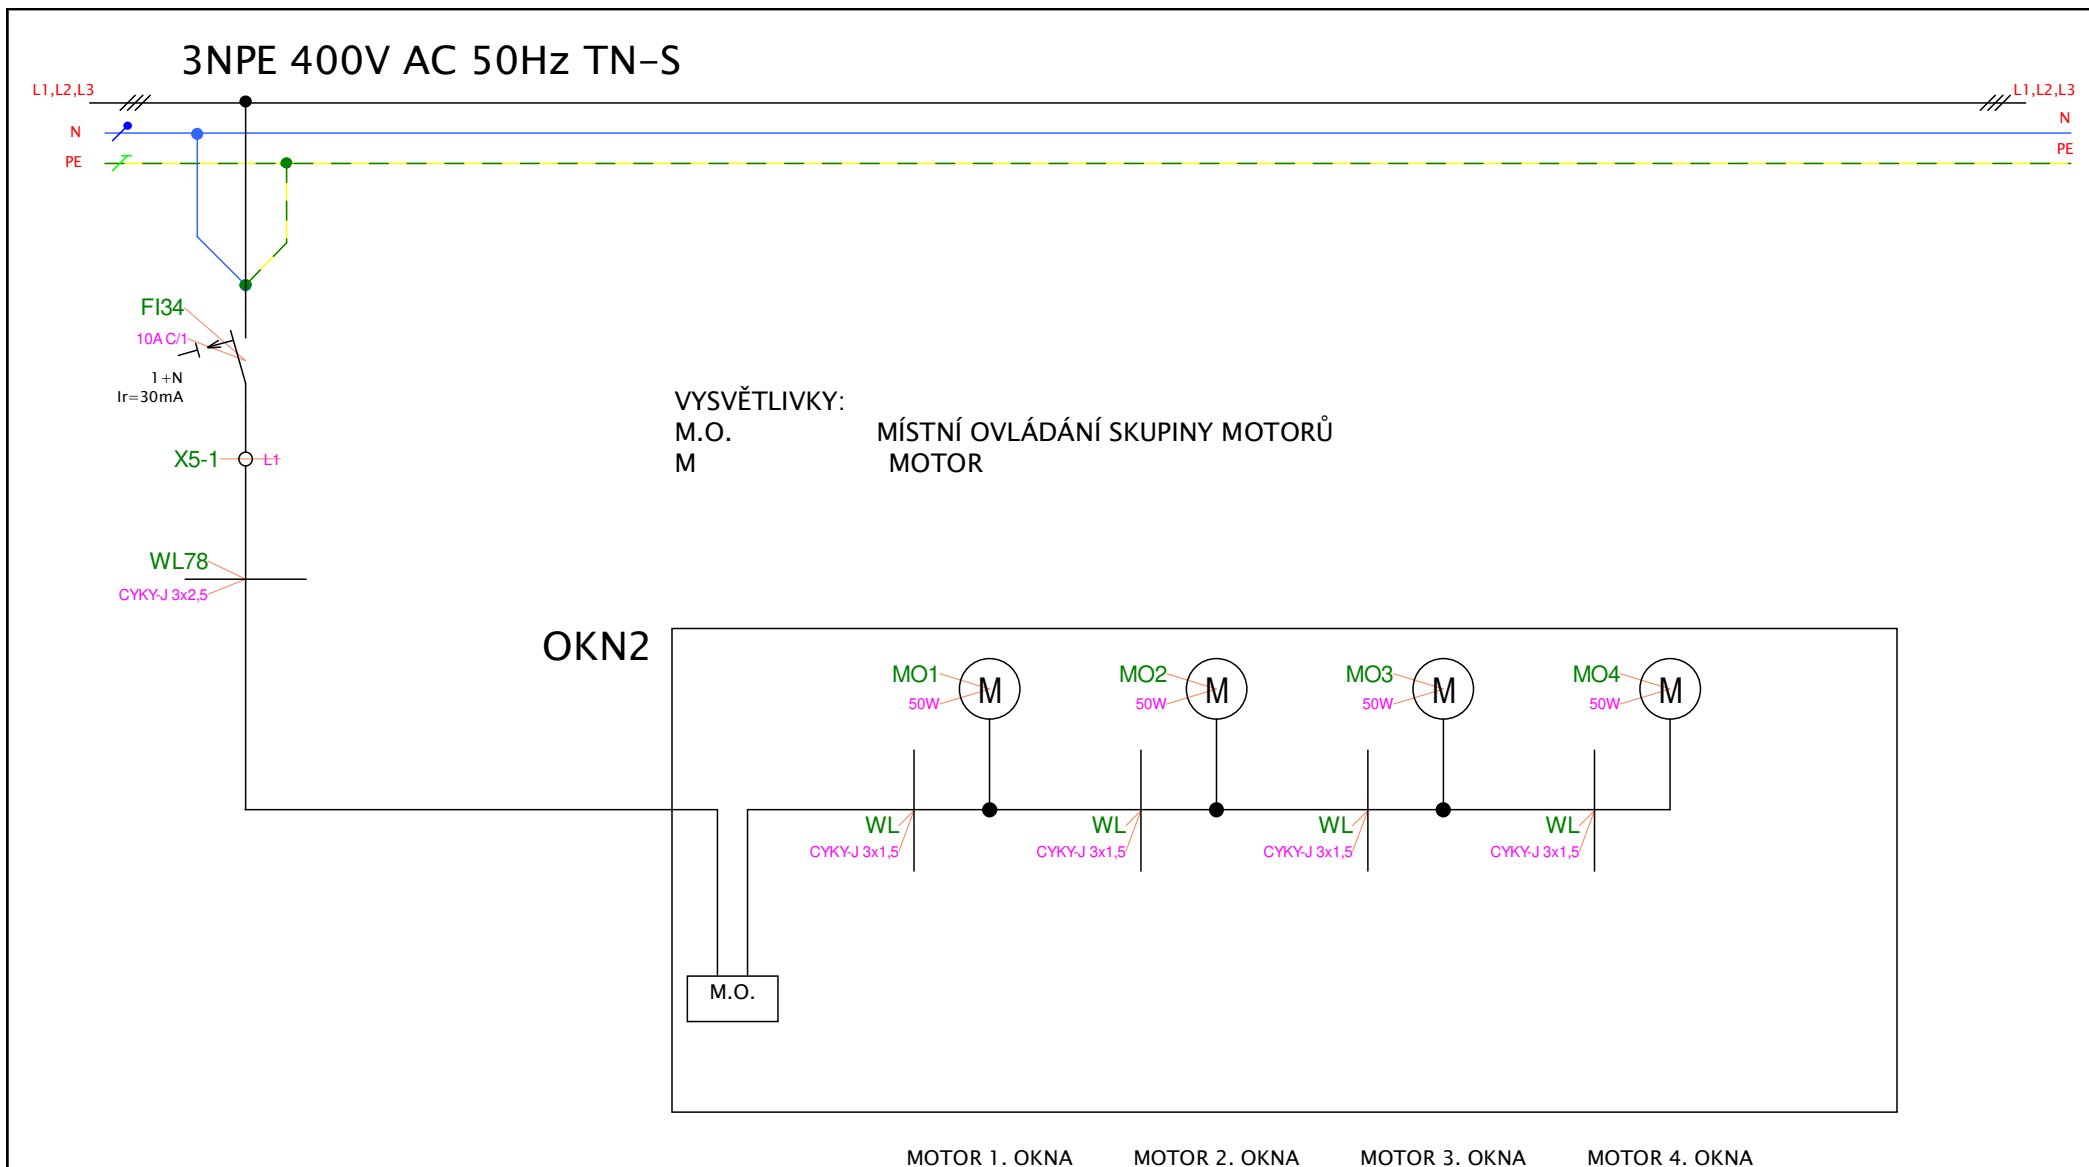 3NPE 400V AC 50Hz TN-S
L1,L2,L3 L1,L2,L3
N N
PE PE
FI34
10A C/1
1+N
Ir=30mA
VYSVĚTLIVKY:
M.O. MÍSTNÍ OVLÁDÁNÍ SKUPINY MOTORŮ
M MOTOR
X5-1 L1
WL78
CYKY-J 3x2,5
OKN2
MO1 M MO2 M MO3 M MO4 M
50W 50W 50W 50W
WL WL WL WL
CYKY-J 3x1,5 CYKY-J 3x1,5 CYKY-J 3x1,5 CYKY-J 3x1,5
M.O.
MOTOR 1. OKNA MOTOR 2. OKNA MOTOR 3. OKNA MOTOR 4. OKNA